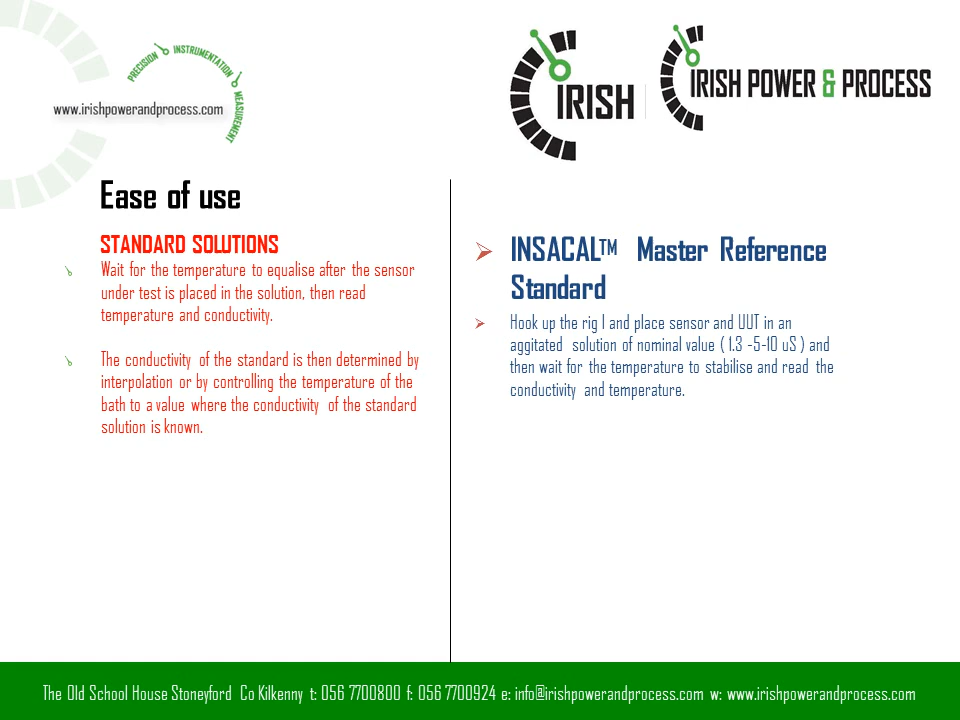 PRECISION INSTRUMENTATION MEASUREMENT
www.irishpowerandprocess.com
IRISH
IRISH POWER & PROCESS
Ease of use
STANDARD SOLUTIONS
Wait for the temperature to equalise after the sensor
under test is placed in the solution, then read
temperature and conductivity.
The conductivity of the standard is then determined by
interpolation or by controlling the temperature of the
bath to a value where the conductivity of the standard
solution is known.
INSACAL™ Master Reference
Standard
Hook up the rig I and place sensor and UUT in an
aggitated solution of nominal value ( 1.3 -5-10 uS ) and
then wait for the temperature to stabilise and read the
conductivity and temperature.
The Old School House Stoneyford Co Kilkenny t: 056 7700800 f: 056 7700924 e: info@irishpowerandprocess.com w: www.irishpowerandprocess.com